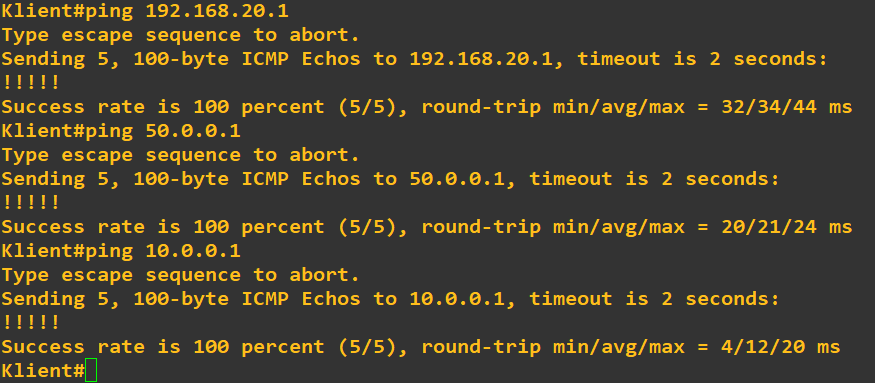 Klient#ping 192.168.20.1
Type escape sequence to abort.
Sending 5, 100-byte ICMP Echos to 192.168.20.1, timeout is 2 seconds:
!!!!!
Success rate is 100 percent (5/5), round-trip min/avg/max = 32/34/44 ms
Klient#ping 50.0.0.1
Type escape sequence to abort.
Sending 5, 100-byte ICMP Echos to 50.0.0.1, timeout is 2 seconds:
!!!!!
Success rate is 100 percent (5/5), round-trip min/avg/max = 20/21/24 ms
Klient#ping 10.0.0.1
Type escape sequence to abort.
Sending 5, 100-byte ICMP Echos to 10.0.0.1, timeout is 2 seconds:
!!!!!
Success rate is 100 percent (5/5), round-trip min/avg/max = 4/12/20 ms
Klient#